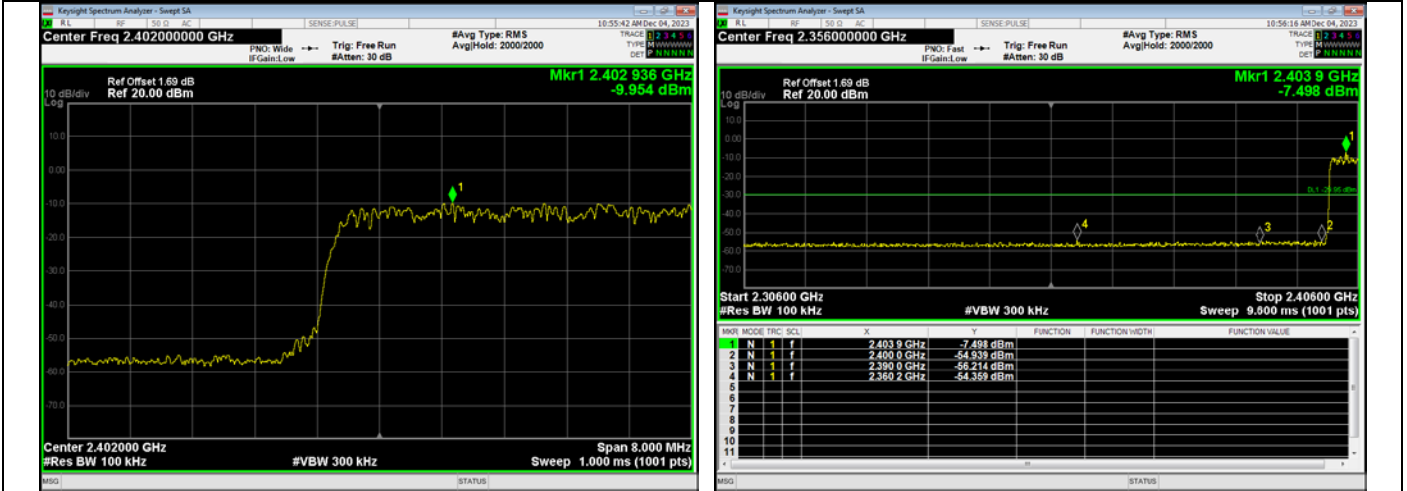 Keysight Spectrum Analyzer - Swept SA
RL RF 50 Ω AC SENSE:PULSE 10:55:42 AM Dec 04, 2023
Center Freq 2.402000000 GHz
PNO: Wide
IFGain:Low
Trig: Free Run
#Atten: 30 dB
#Avg Type: RMS
Avg|Hold: 2000/2000
TRACE 1 2 3 4 5 6
TYPE M W W W W W
DET P N N N N N
Ref Offset 1.69 dB
Ref 20.00 dBm
Mkr1 2.402 936 GHz
-9.954 dBm
10 dB/div
Log
10.0
0.00
-10.0
-20.0
-30.0
-40.0
-50.0
-60.0
-70.0
1
Center 2.402000 GHz Span 8.000 MHz
#Res BW 100 kHz #VBW 300 kHz Sweep 1.000 ms (1001 pts)
MSG STATUS
Keysight Spectrum Analyzer - Swept SA
RL RF 50 Ω AC SENSE:PULSE 10:56:16 AM Dec 04, 2023
Center Freq 2.356000000 GHz
PNO: Fast
IFGain:Low
Trig: Free Run
#Atten: 30 dB
#Avg Type: RMS
Avg|Hold: 2000/2000
TRACE 1 2 3 4 5 6
TYPE M W W W W W
DET P N N N N N
Ref Offset 1.69 dB
Ref 20.00 dBm
Mkr1 2.403 9 GHz
-7.498 dBm
10 dB/div
Log
10.0
0.00
-10.0
-20.0
-30.0
-40.0
-50.0
-60.0
-70.0
1
4
3
2
Start 2.30600 GHz Stop 2.40600 GHz
#Res BW 100 kHz #VBW 300 kHz Sweep 9.600 ms (1001 pts)
MKR MODE TRC SCL X Y FUNCTION FUNCTION WIDTH FUNCTION VALUE
1 N 1 f 2.403 9 GHz -7.498 dBm
2 N 1 f 2.400 0 GHz -54.939 dBm
3 N 1 f 2.390 0 GHz -56.214 dBm
4 N 1 f 2.360 2 GHz -54.359 dBm
5
6
7
8
9
10
11
MSG STATUS